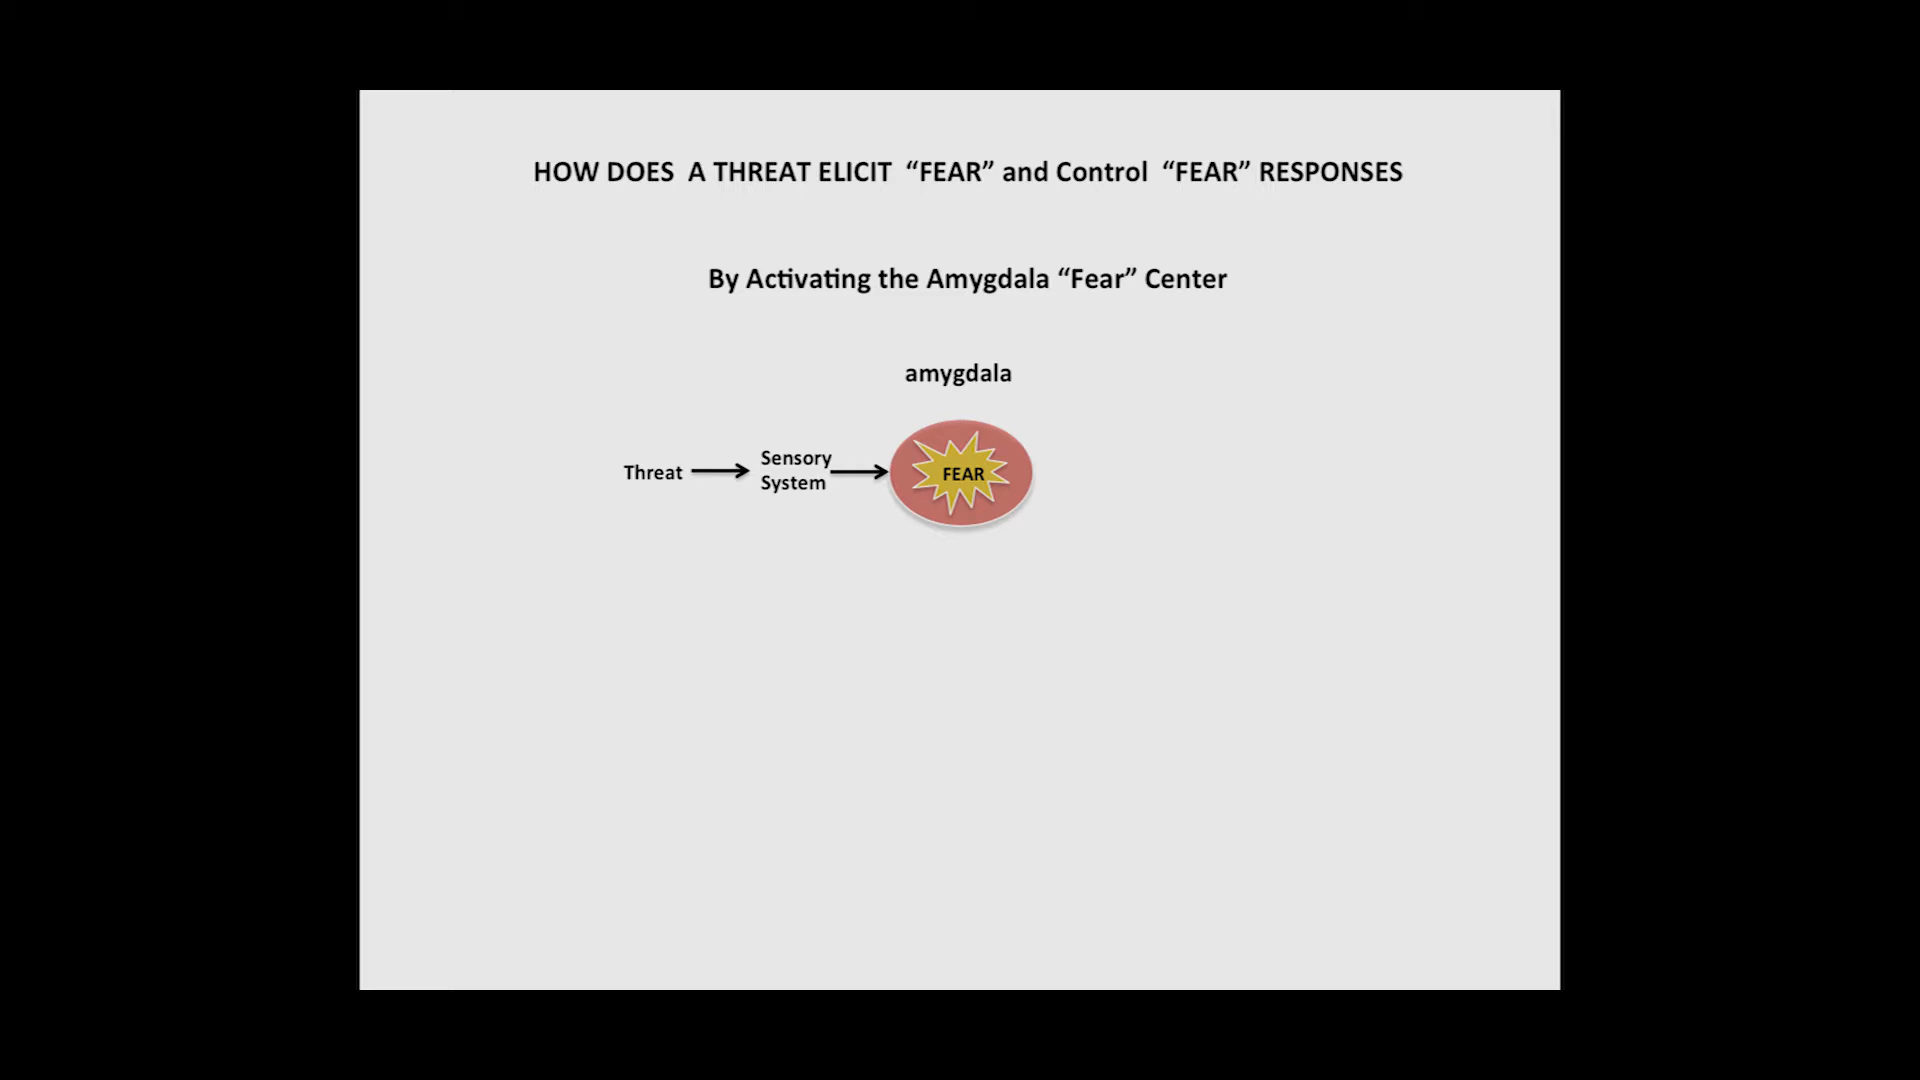 HOW DOES A THREAT ELICIT “FEAR” and Control “FEAR” RESPONSES
By Activating the Amygdala “Fear” Center
amygdala
Threat
Sensory
System
FEAR